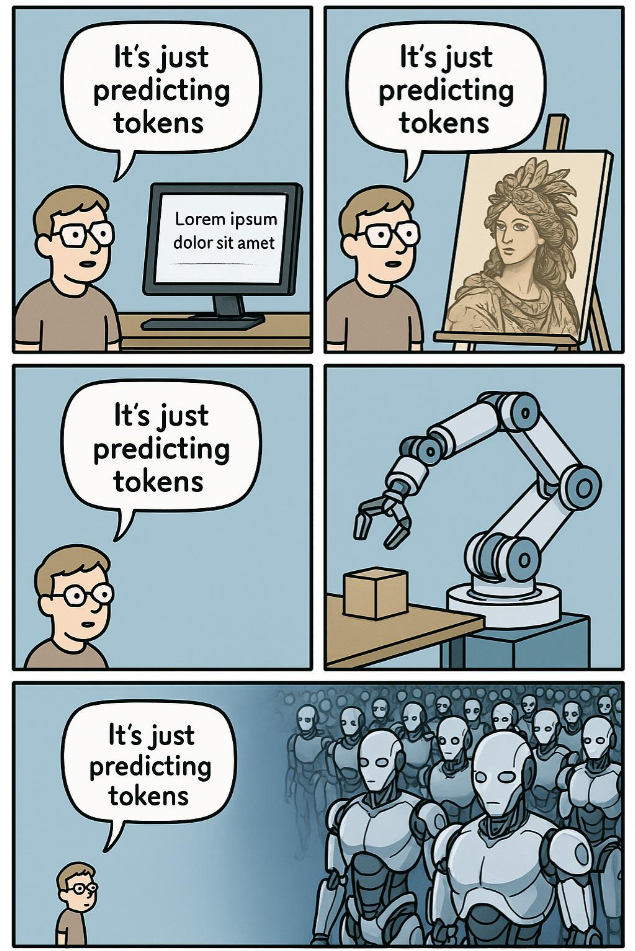 It's just
predicting
tokens
Lorem ipsum
dolor sit amet
It's just
predicting
tokens
It's just
predicting
tokens
It's just
predicting
tokens